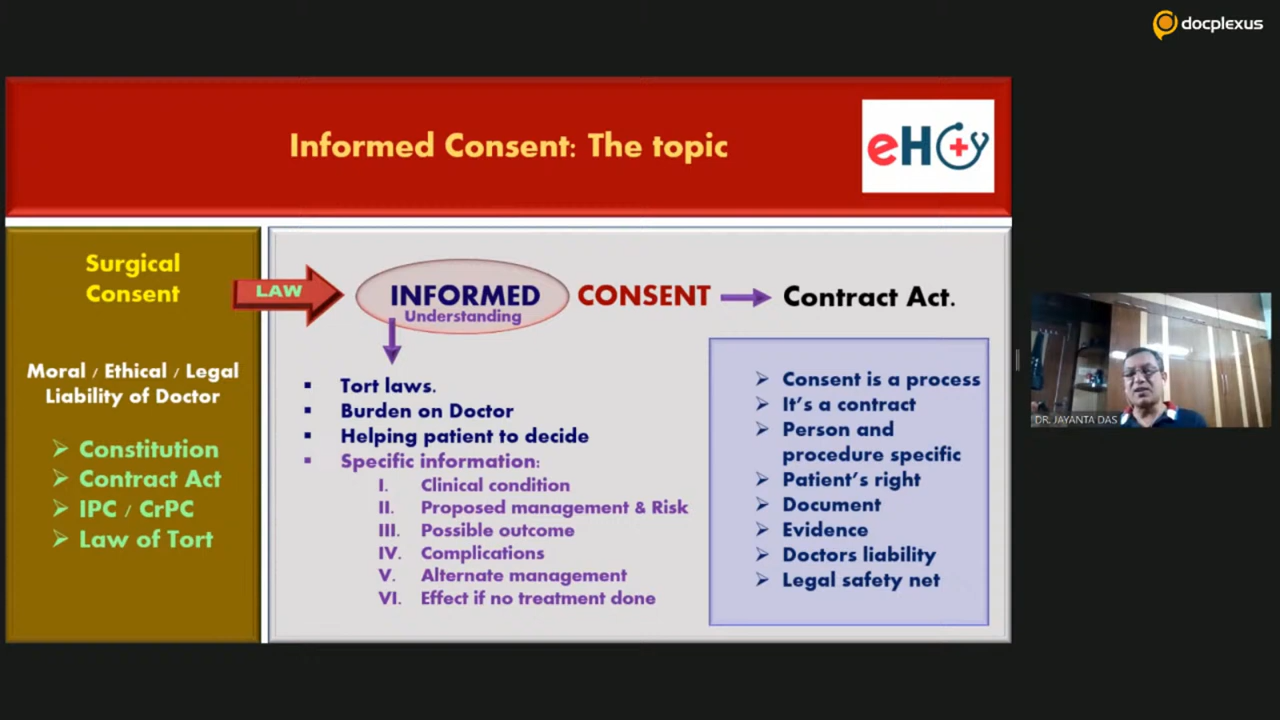 docplexus
Informed Consent: The topic
eHCy
Surgical
Consent
Moral / Ethical / Legal
Liability of Doctor
➢ Constitution
➢ Contract Act
➢ IPC / CrPC
➢ Law of Tort
LAW
INFORMED CONSENT Contract Act.
Understanding
▪ Tort laws.
▪ Burden on Doctor
▪ Helping patient to decide
▪ Specific information:
I. Clinical condition
II. Proposed management & Risk
III. Possible outcome
IV. Complications
V. Alternate management
VI. Effect if no treatment done
➢ Consent is a process
➢ It's a contract
➢ Person and
procedure specific
➢ Patient's right
➢ Document
➢ Evidence
➢ Doctors liability
➢ Legal safety net
DR. JAYANTA DAS